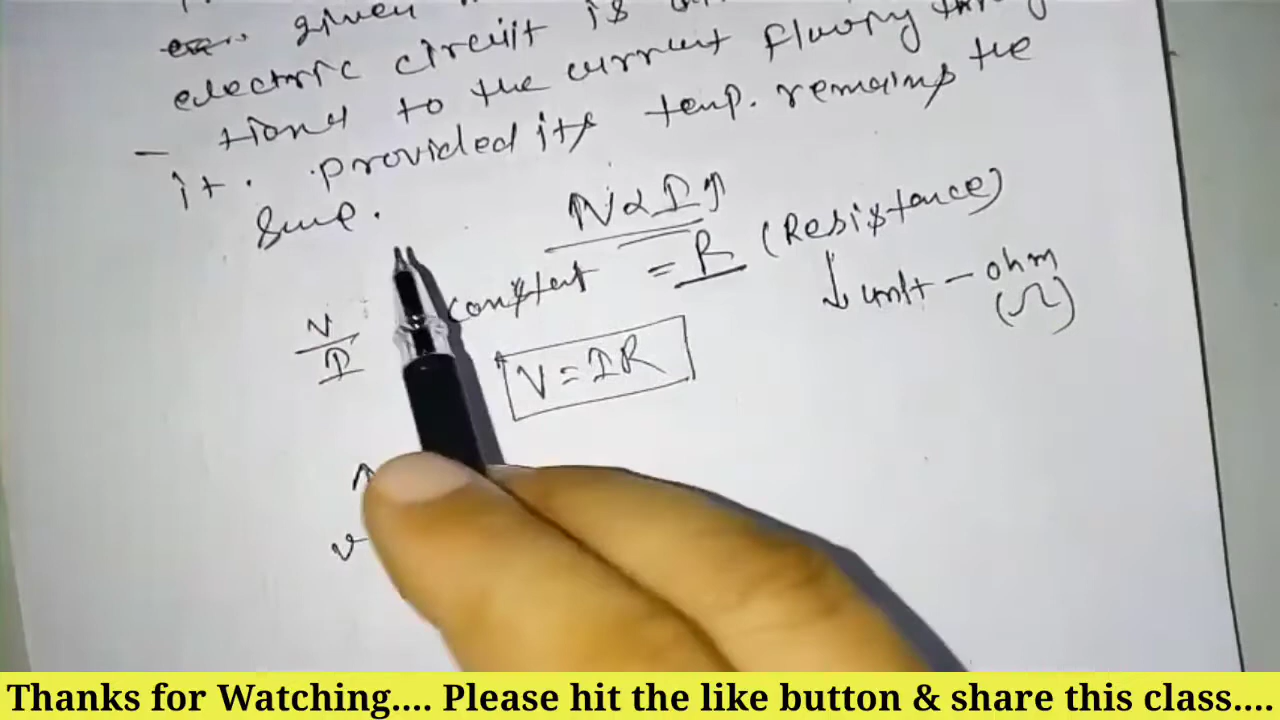 given
electric circuit is
- tional to the current flowing
it. provided its temp. remains the
same.
V ∝ I
V/I constant = R (Resistance)
↓ unit - ohm
(Ω)
V = IR
V
Thanks for Watching.... Please hit the like button & share this class....